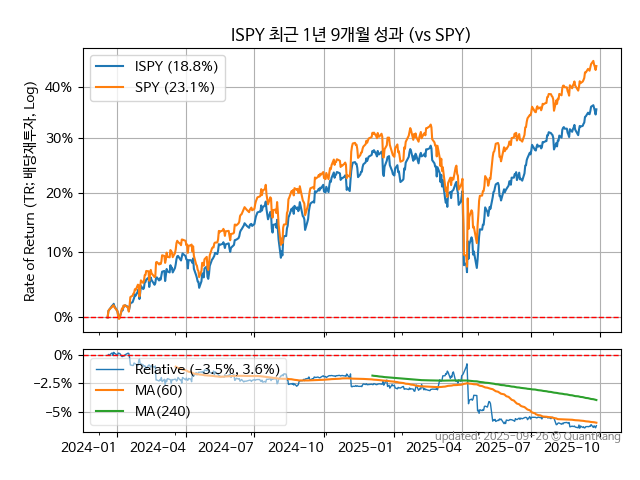 ISPY 최근 1년 9개월 성과 (vs SPY)
Rate of Return (TR: 배당재투자, Log)
ISPY (18.8%)
SPY (23.1%)
40%
30%
20%
10%
0%
0%
−2.5%
−5%
Relative (−3.5%, 3.6%)
MA(60)
MA(240)
updated: 2025-09-26 © Quantkang
2024-01 2024-04 2024-07 2024-10 2025-01 2025-04 2025-07 2025-10